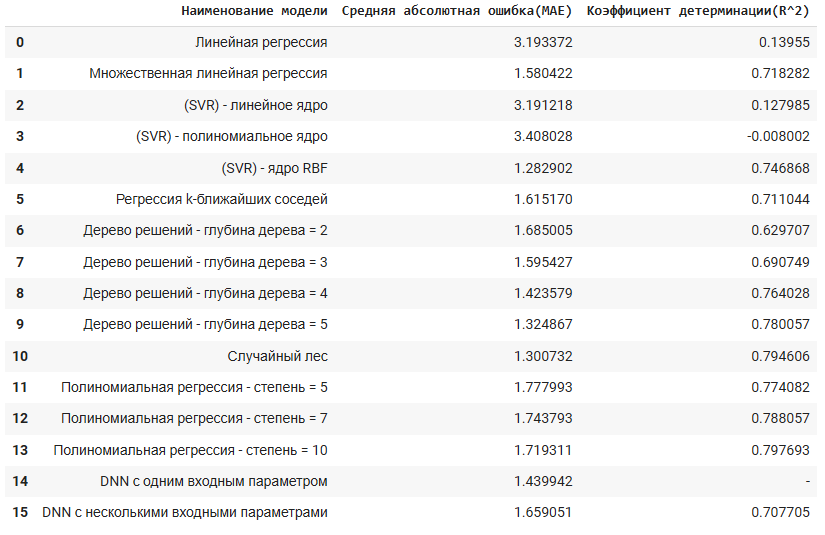 Наименование модели Средняя абсолютная ошибка(MAE) Коэффициент детерминации(R^2)
0 Линейная регрессия 3.193372 0.13955
1 Множественная линейная регрессия 1.580422 0.718282
2 (SVR) - линейное ядро 3.191218 0.127985
3 (SVR) - полиномиальное ядро 3.408028 -0.008002
4 (SVR) - ядро RBF 1.282902 0.746868
5 Регрессия k-ближайших соседей 1.615170 0.711044
6 Дерево решений - глубина дерева = 2 1.685005 0.629707
7 Дерево решений - глубина дерева = 3 1.595427 0.690749
8 Дерево решений - глубина дерева = 4 1.423579 0.764028
9 Дерево решений - глубина дерева = 5 1.324867 0.780057
10 Случайный лес 1.300732 0.794606
11 Полиномиальная регрессия - степень = 5 1.777993 0.774082
12 Полиномиальная регрессия - степень = 7 1.743793 0.788057
13 Полиномиальная регрессия - степень = 10 1.719311 0.797693
14 DNN с одним входным параметром 1.439942 -
15 DNN с несколькими входными параметрами 1.659051 0.707705